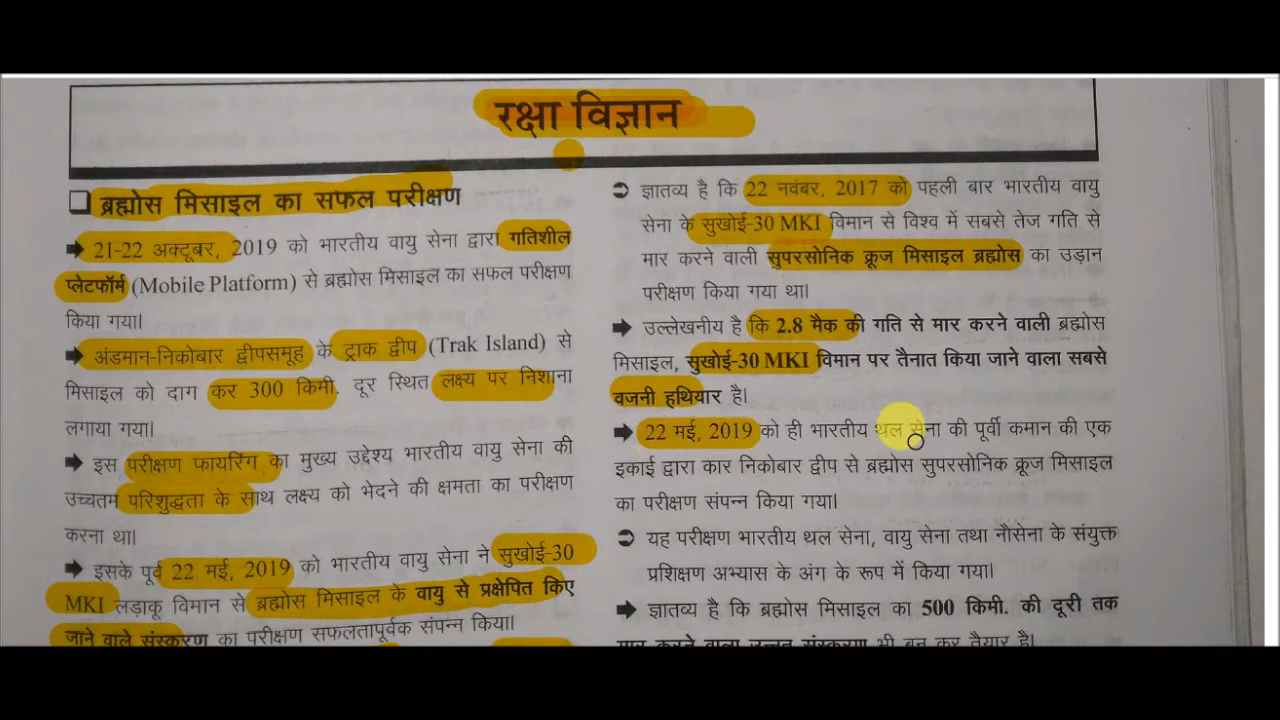 रक्षा विज्ञान
❑ ब्रह्मोस मिसाइल का सफल परीक्षण
➡ 21-22 अक्टूबर, 2019 को भारतीय वायु सेना द्वारा गतिशील
प्लेटफॉर्म (Mobile Platform) से ब्रह्मोस मिसाइल का सफल परीक्षण
किया गया।
➡ अंडमान-निकोबार द्वीपसमूह के ट्राक द्वीप (Trak Island) से
मिसाइल को दाग कर 300 किमी. दूर स्थित लक्ष्य पर निशाना
लगाया गया।
➡ इस परीक्षण फायरिंग का मुख्य उद्देश्य भारतीय वायु सेना की
उच्चतम परिशुद्धता के साथ लक्ष्य को भेदने की क्षमता का परीक्षण
करना था।
➡ इसके पूर्व 22 मई, 2019 को भारतीय वायु सेना ने सुखोई-30
MKI लड़ाकू विमान से ब्रह्मोस मिसाइल के वायु से प्रक्षेपित किए
जाने वाले संस्करण का परीक्षण सफलतापूर्वक संपन्न किया।
➲ ज्ञातव्य है कि 22 नवंबर, 2017 को पहली बार भारतीय वायु
सेना के सुखोई-30 MKI विमान से विश्व में सबसे तेज गति से
मार करने वाली सुपरसोनिक क्रूज मिसाइल ब्रह्मोस का उड़ान
परीक्षण किया गया था।
➡ उल्लेखनीय है कि 2.8 मैक की गति से मार करने वाली ब्रह्मोस
मिसाइल, सुखोई-30 MKI विमान पर तैनात किया जाने वाला सबसे
वजनी हथियार है।
➡ 22 मई, 2019 को ही भारतीय थल सेना की पूर्वी कमान की एक
इकाई द्वारा कार निकोबार द्वीप से ब्रह्मोस सुपरसोनिक क्रूज मिसाइल
का परीक्षण संपन्न किया गया।
➲ यह परीक्षण भारतीय थल सेना, वायु सेना तथा नौसेना के संयुक्त
प्रशिक्षण अभ्यास के अंग के रूप में किया गया।
➡ ज्ञातव्य है कि ब्रह्मोस मिसाइल का 500 किमी. की दूरी तक
मार करने वाला उन्नत संस्करण भी बन कर तैयार है।